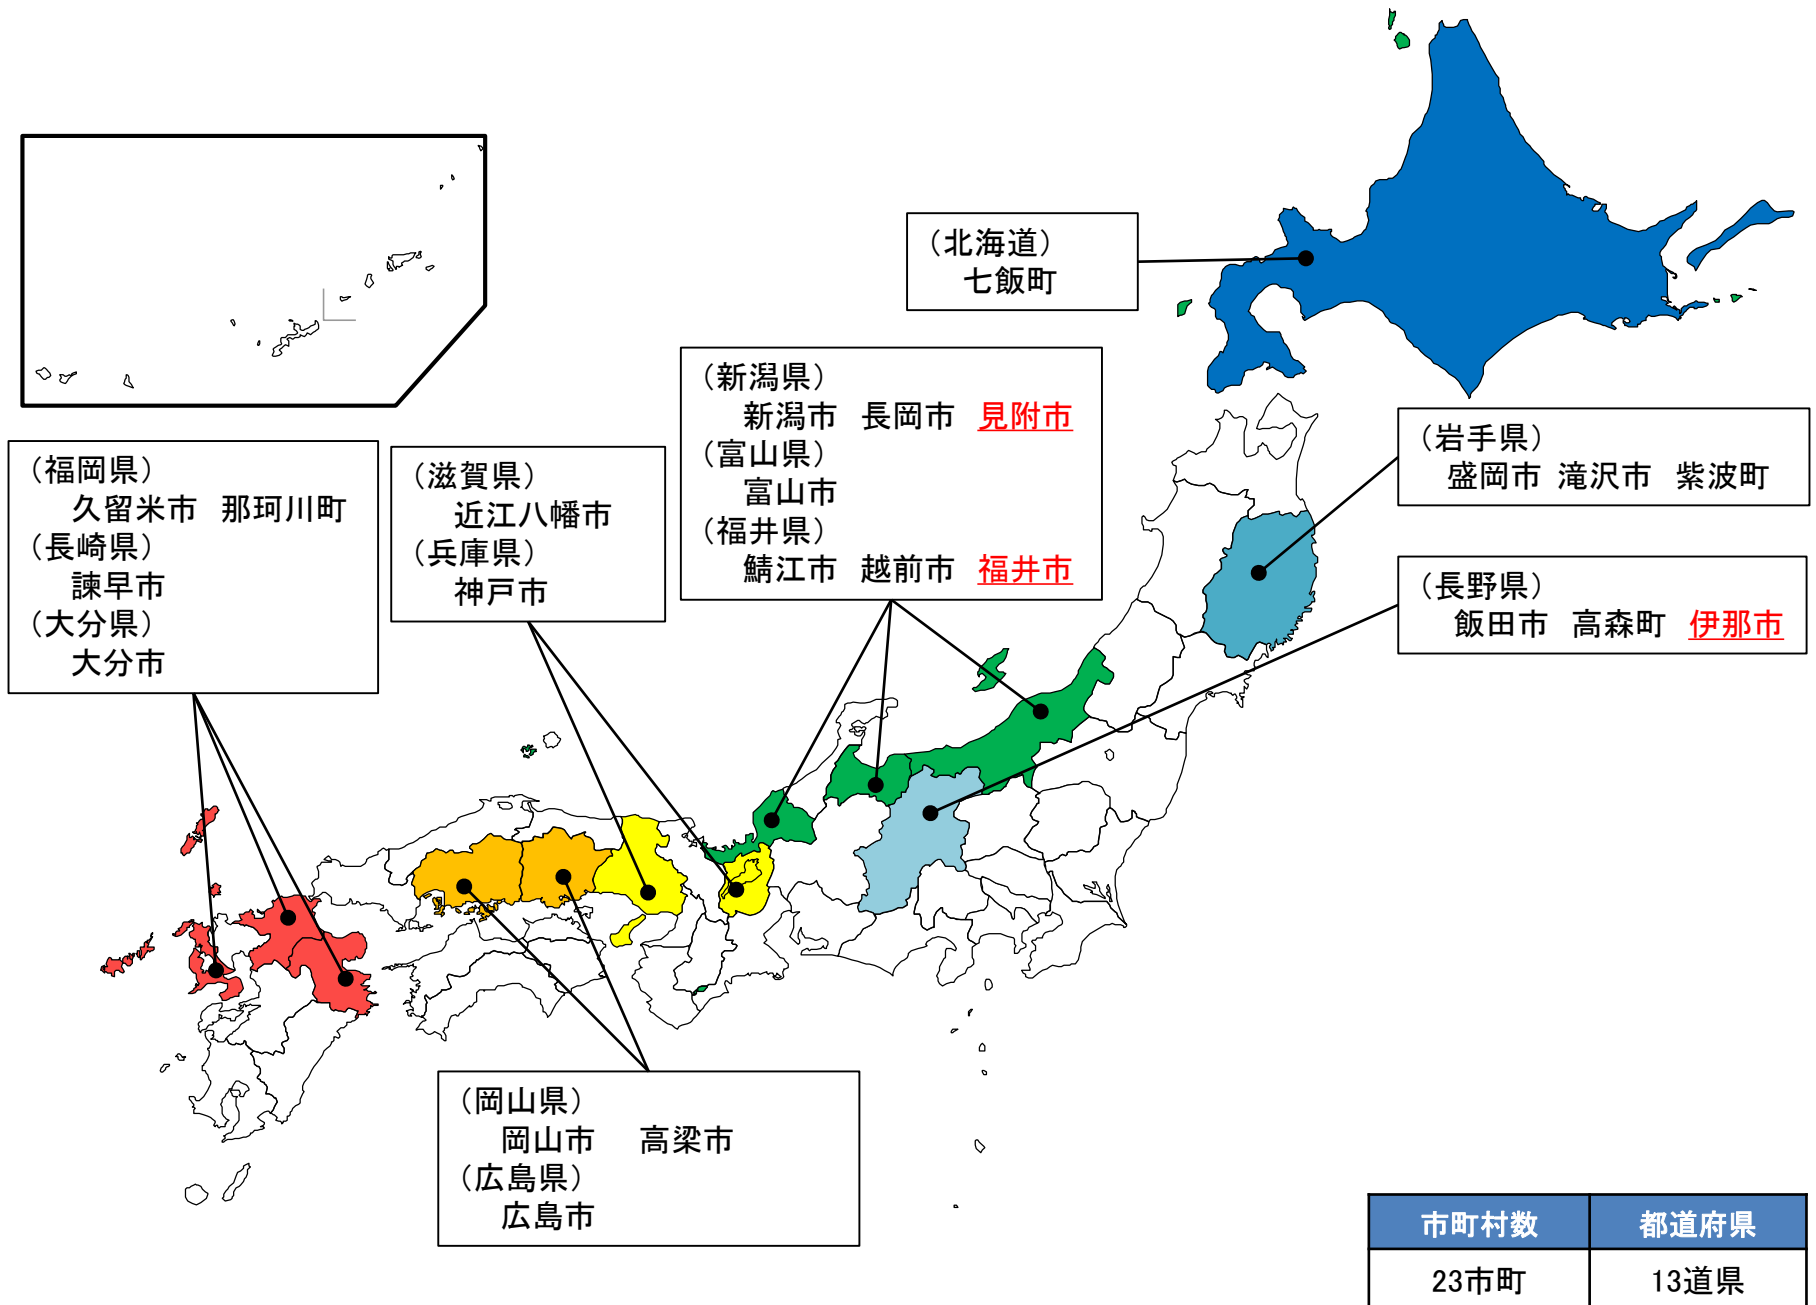 （北海道）
七飯町
（新潟県）
新潟市 長岡市 見附市
（富山県）
富山市
（福井県）
鯖江市 越前市 福井市
（岩手県）
盛岡市 滝沢市 紫波町
（福岡県）
久留米市 那珂川町
（長崎県）
諫早市
（大分県）
大分市
（滋賀県）
近江八幡市
（兵庫県）
神戸市
（長野県）
飯田市 高森町 伊那市
（岡山県）
岡山市 高梁市
（広島県）
広島市
市町村数 都道府県
23市町 13道県